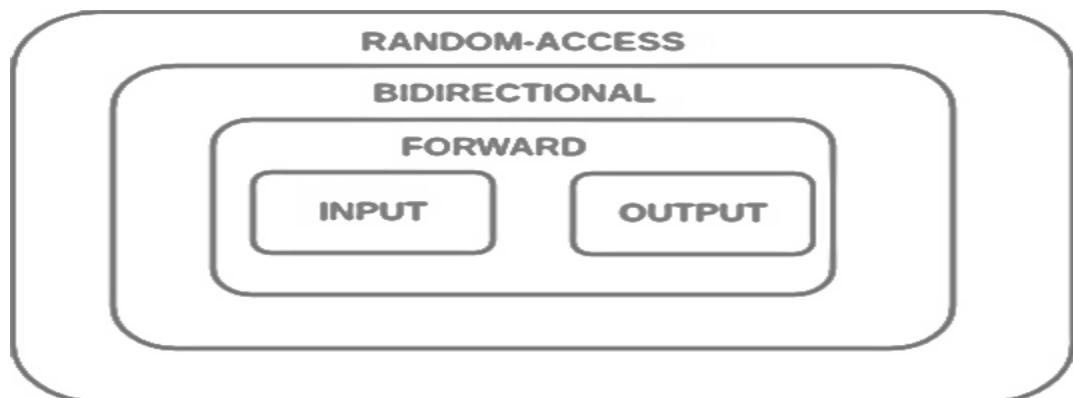 RANDOM-ACCESS
BIDIRECTIONAL
FORWARD
INPUT
OUTPUT